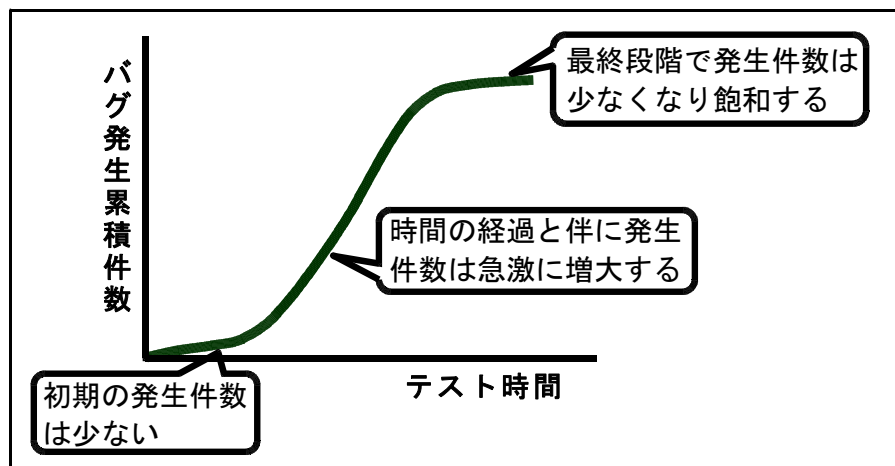 バグ発生累積件数
最終段階で発生件数は
少なくなり飽和する
時間の経過と伴に発生
件数は急激に増大する
初期の発生件数
は少ない
テスト時間